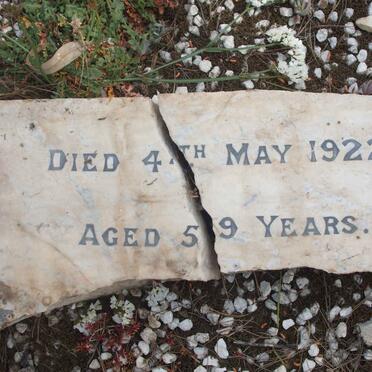 DIED 4TH MAY 1922
AGED 59 YEARS.